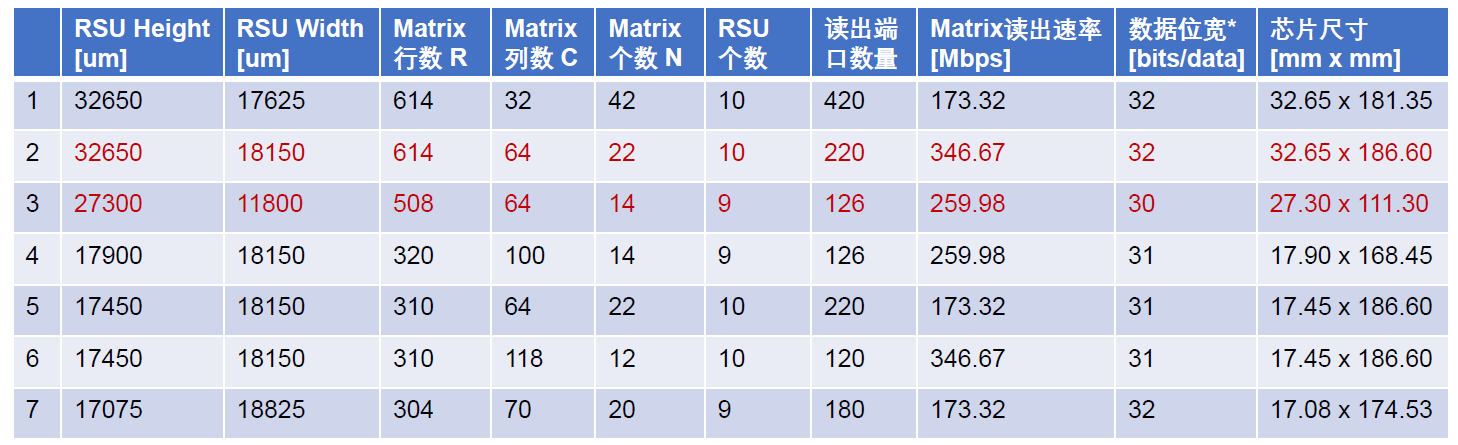 RSU Height [um] RSU Width [um] Matrix 行数 R Matrix 列数 C Matrix 个数 N RSU 个数 读出端口数量 Matrix读出速率 [Mbps] 数据位宽* [bits/data] 芯片尺寸 [mm x mm]
1 32650 17625 614 32 42 10 420 173.32 32 32.65 x 181.35
2 32650 18150 614 64 22 10 220 346.67 32 32.65 x 186.60
3 27300 11800 508 64 14 9 126 259.98 30 27.30 x 111.30
4 17900 18150 320 100 14 9 126 259.98 31 17.90 x 168.45
5 17450 18150 310 64 22 10 220 173.32 31 17.45 x 186.60
6 17450 18150 310 118 12 10 120 346.67 31 17.45 x 186.60
7 17075 18825 304 70 20 9 180 173.32 32 17.08 x 174.53